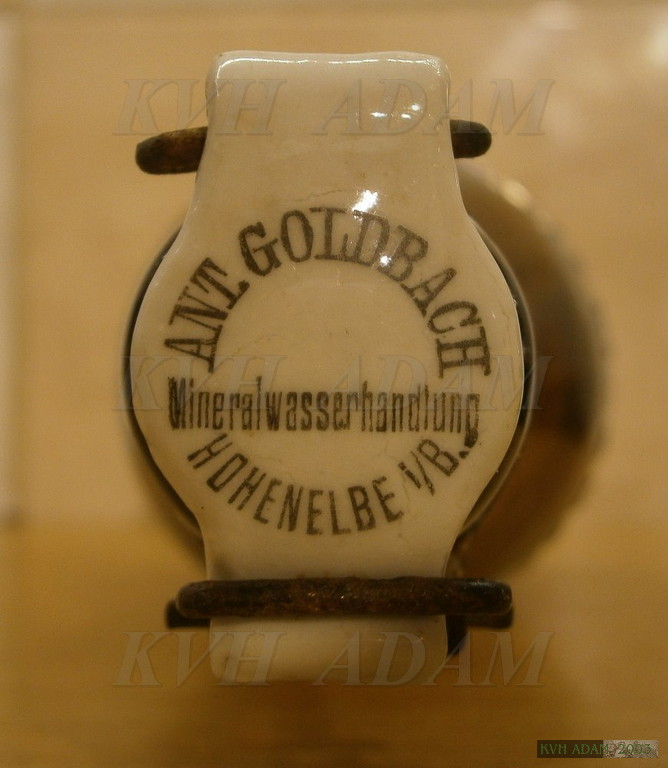 KVH ADAM
ANT. GOLDBACH
KVH ADAM
Mineralwasserhandlung
HOHENELBE I/B.
KVH ADAM
KVH ADAM 2005